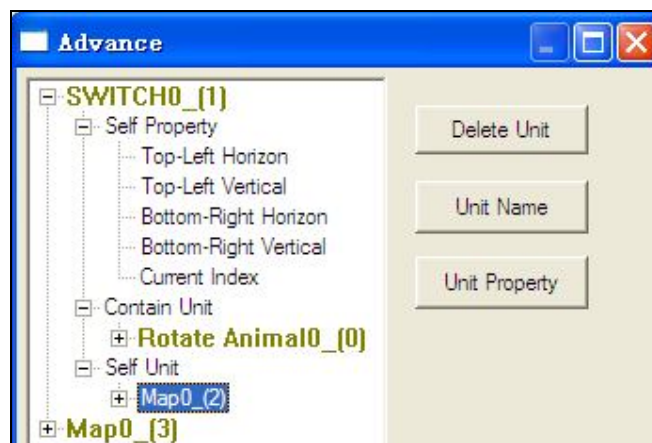 Advance
SWITCH0_(1)
Self Property
Top-Left Horizon
Top-Left Vertical
Bottom-Right Horizon
Bottom-Right Vertical
Current Index
Contain Unit
Rotate Animal0_(0)
Self Unit
Map0_(2)
Map0_(3)
Delete Unit
Unit Name
Unit Property